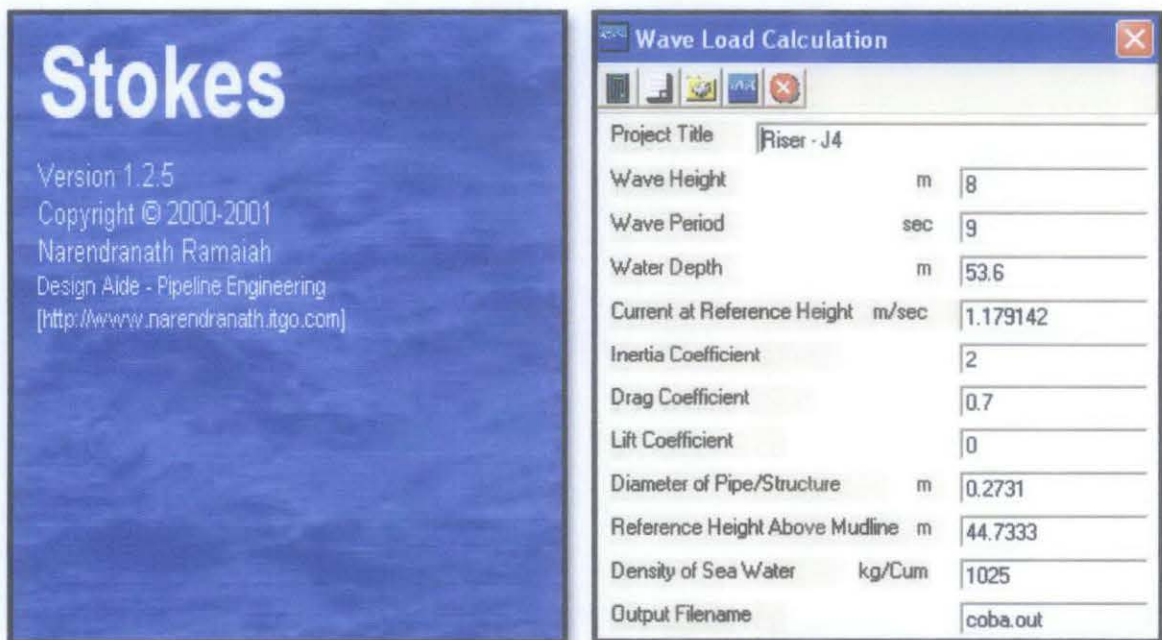 Stokes
Version 1.2.5
Copyright © 2000-2001
Narendranath Ramaiah
Design Aide - Pipeline Engineering
[http://www.narendranath.itgo.com]
Wave Load Calculation
Project Title Riser - J4
Wave Height m 8
Wave Period sec 9
Water Depth m 53.6
Current at Reference Height m/sec 1.179142
Inertia Coefficient 2
Drag Coefficient 0.7
Lift Coefficient 0
Diameter of Pipe/Structure m 0.2731
Reference Height Above Mudline m 44.7333
Density of Sea Water kg/Cum 1025
Output Filename coba.out